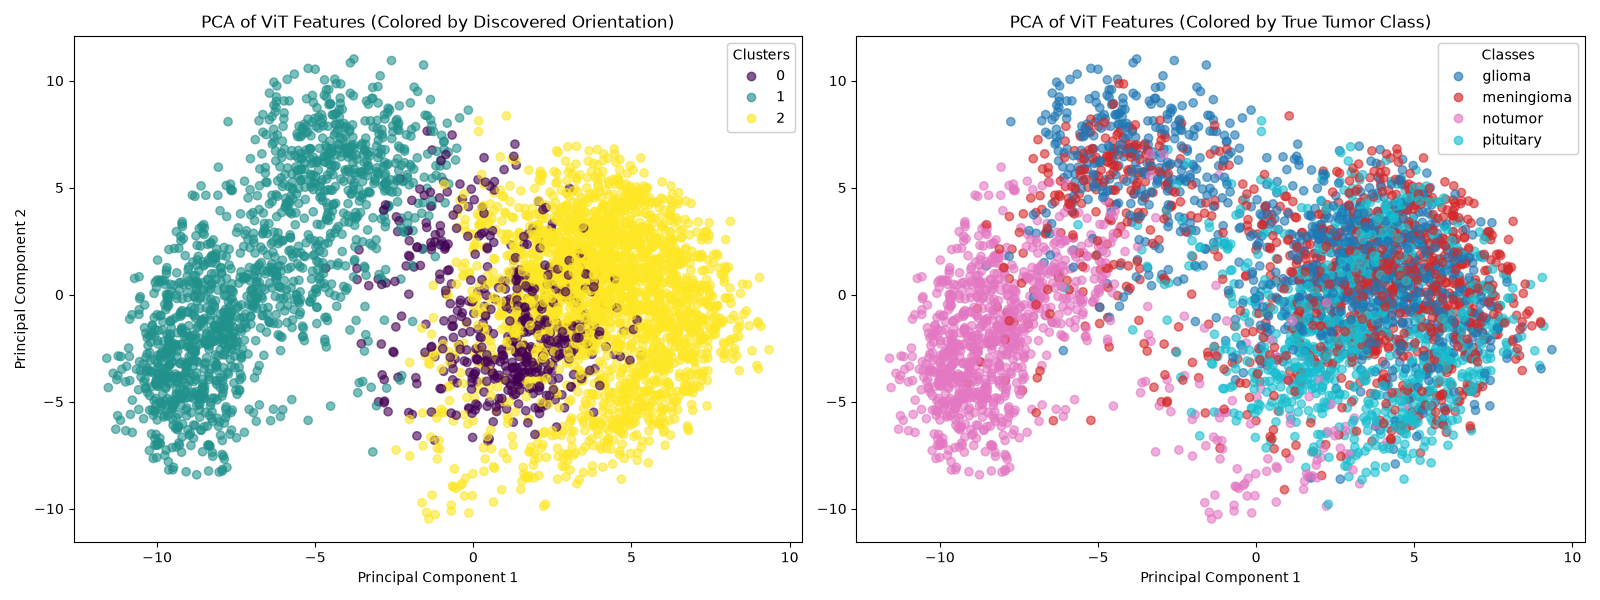 PCA of ViT Features (Colored by Discovered Orientation)
Clusters
0
1
2
10
5
0
−5
−10
Principal Component 2
−10
−5
0
5
10
Principal Component 1
PCA of ViT Features (Colored by True Tumor Class)
Classes
glioma
meningioma
notumor
pituitary
10
5
0
−5
−10
−10
−5
0
5
10
Principal Component 1